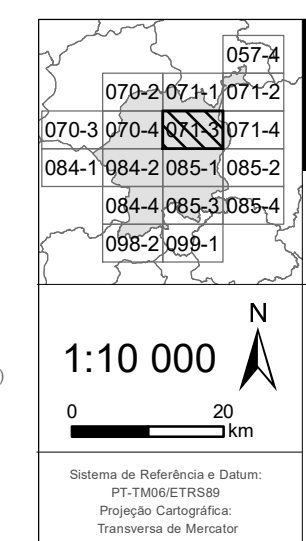 057-4
070-2 071-1 071-2
070-3 070-4 071-3 071-4
084-1 084-2 085-1 085-2
084-4 085-3 085-4
098-2 099-1
N
1:10 000
0 20
km
)
Sistema de Referência e Datum:
PT-TM06/ETRS89
Projeção Cartográfica:
Transversa de Mercator